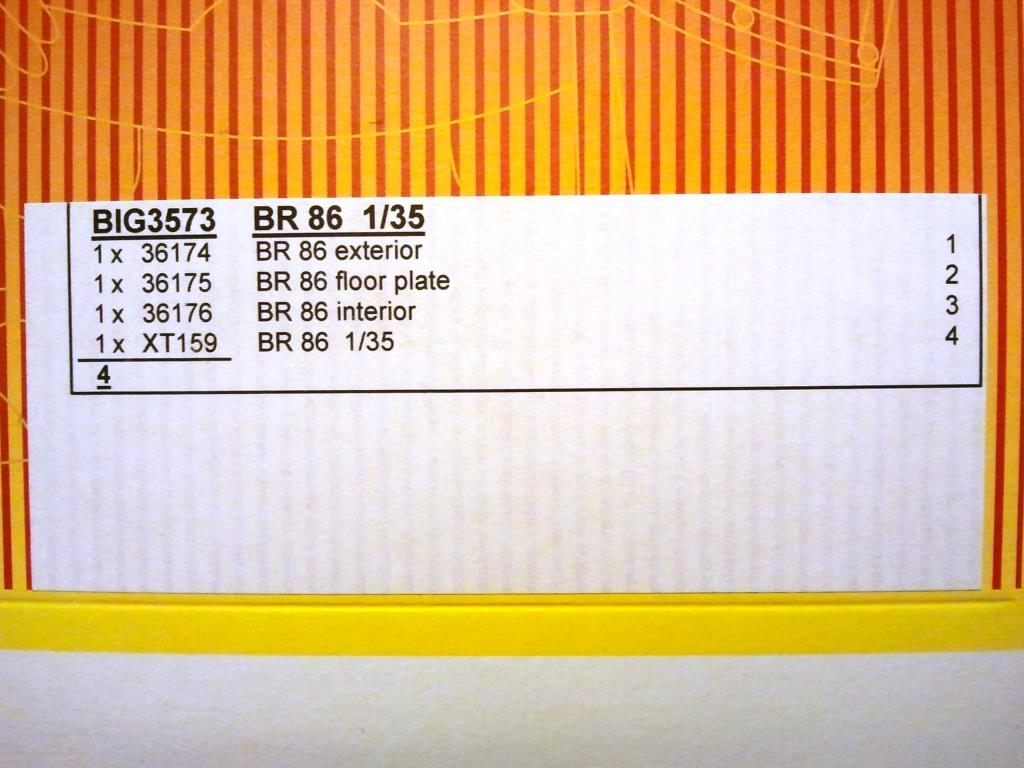 BIG3573 BR 86 1/35
1 x 36174 BR 86 exterior 1
1 x 36175 BR 86 floor plate 2
1 x 36176 BR 86 interior 3
1 x XT159 BR 86 1/35 4
4